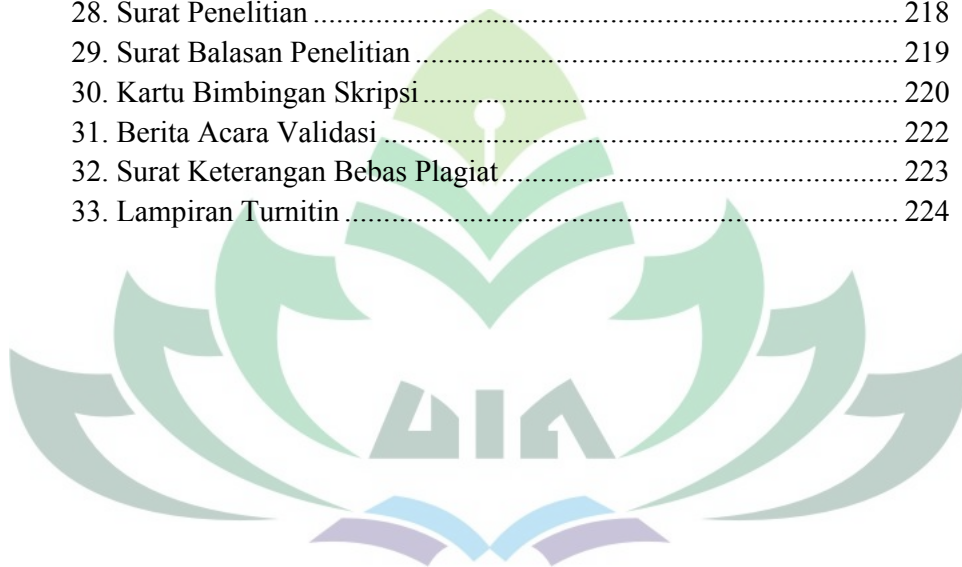 28. Surat Penelitian ........................................................................... 218
29. Surat Balasan Penelitian ............................................................. 219
30. Kartu Bimbingan Skripsi ............................................................ 220
31. Berita Acara Validasi .................................................................. 222
32. Surat Keterangan Bebas Plagiat .................................................. 223
33. Lampiran Turnitin ....................................................................... 224
UIN